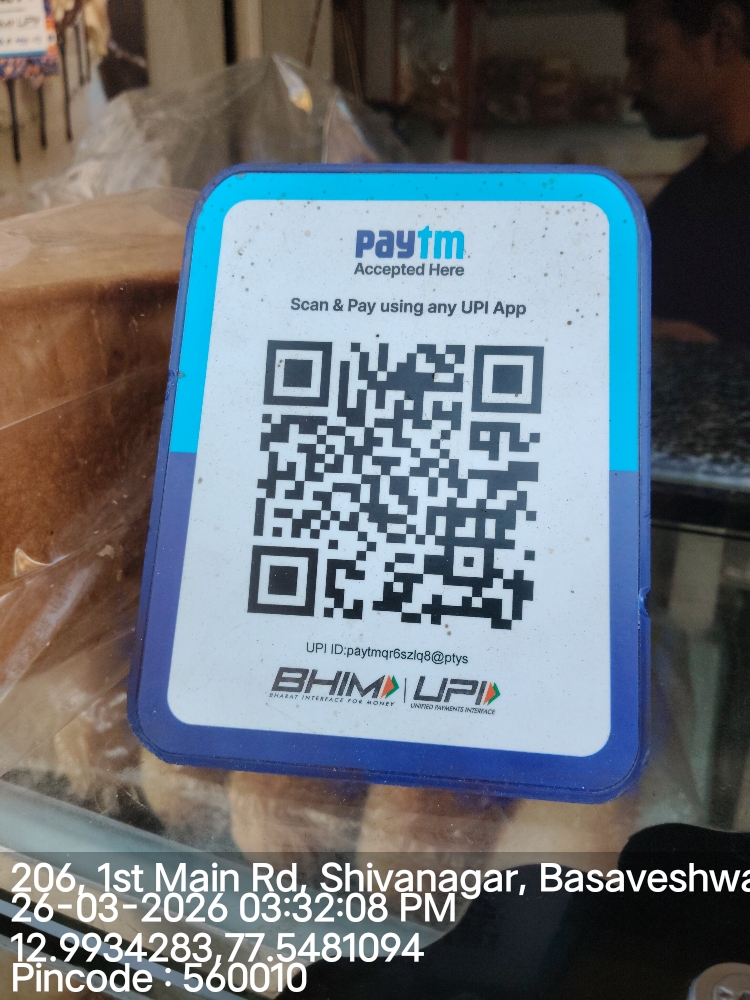 paytm
Accepted Here
Scan & Pay using any UPI App
UPI ID:paytmqr6szlq8@ptys
BHIM
BHARAT INTERFACE FOR MONEY
UPI
UNIFIED PAYMENTS INTERFACE
206, 1st Main Rd, Shivanagar,
26-03-2026 03:32:08 PM
12.9934283,77.5481094
Pincode : 560010